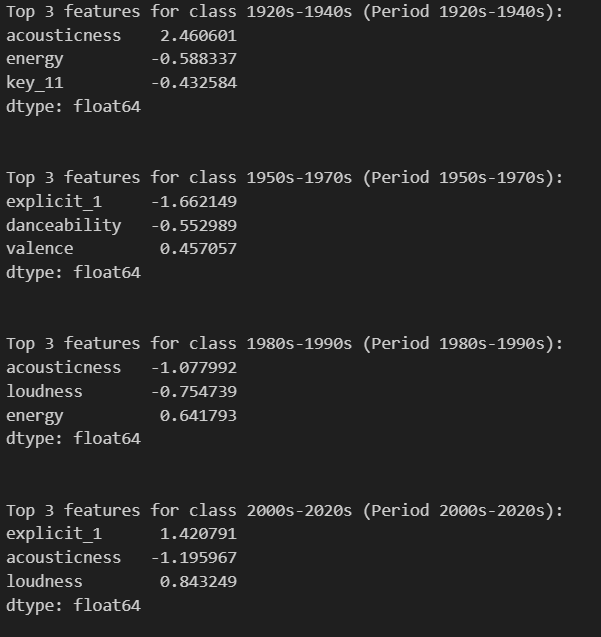 Top 3 features for class 1920s-1940s (Period 1920s-1940s):
acousticness    2.460601
energy         -0.588337
key_11         -0.432584
dtype: float64
Top 3 features for class 1950s-1970s (Period 1950s-1970s):
explicit_1     -1.662149
danceability   -0.552989
valence         0.457057
dtype: float64
Top 3 features for class 1980s-1990s (Period 1980s-1990s):
acousticness   -1.077992
loudness       -0.754739
energy          0.641793
dtype: float64
Top 3 features for class 2000s-2020s (Period 2000s-2020s):
explicit_1      1.420791
acousticness   -1.195967
loudness        0.843249
dtype: float64